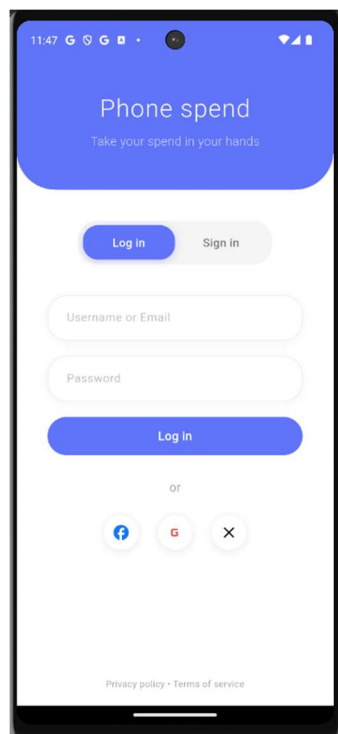 11:47 G G A
Phone spend
Take your spend in your hands
Log in Sign in
Username or Email
Password
Log in
or
G
Privacy policy • Terms of service